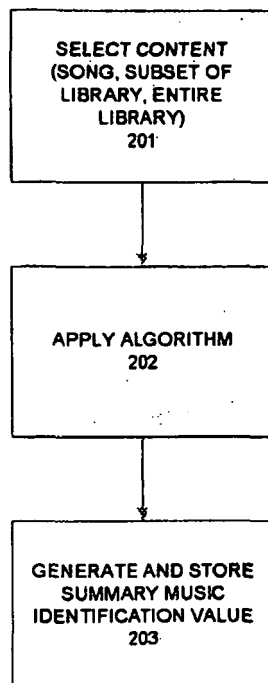 SELECT CONTENT
(SONG, SUBSET OF
LIBRARY, ENTIRE
LIBRARY)
201
APPLY ALGORITHM
202
GENERATE AND STORE
SUMMARY MUSIC
IDENTIFICATION VALUE
203